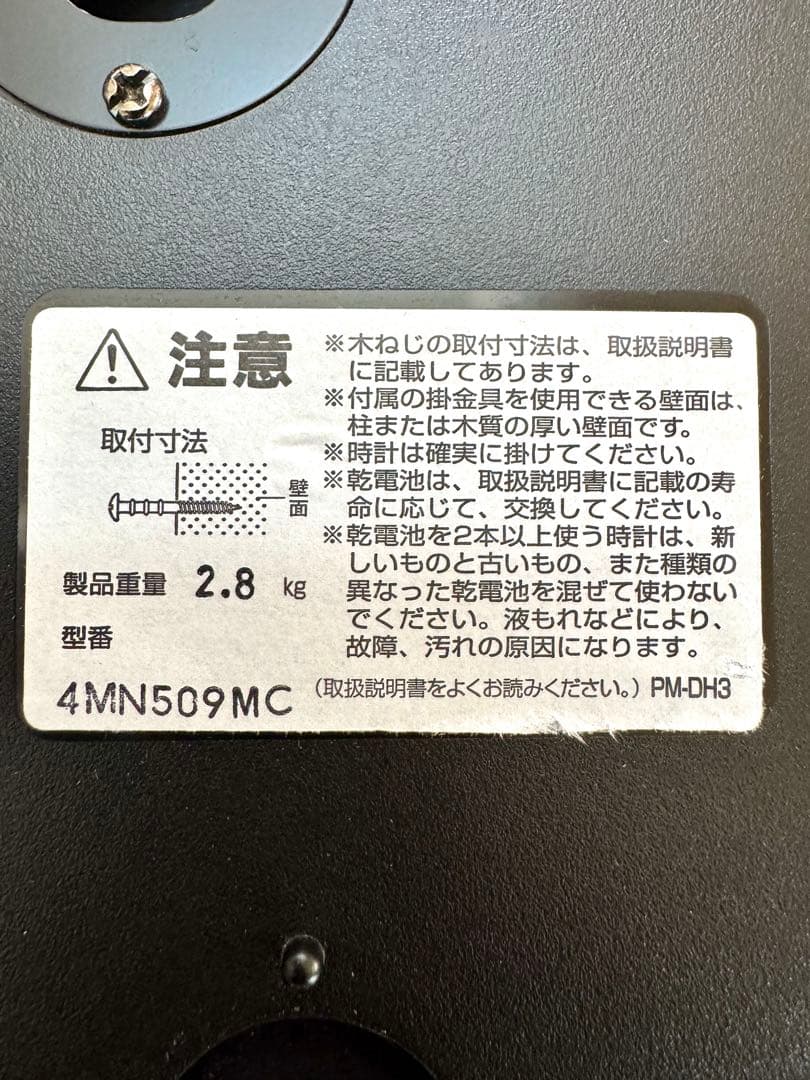 注意
取付寸法
壁面
製品重量 2.8 kg
型番
4MN509MC
※木ねじの取付寸法は、取扱説明書
に記載してあります。
※付属の掛金具を使用できる壁面は、
柱または木質の厚い壁面です。
※時計は確実に掛けてください。
※乾電池は、取扱説明書に記載の寿
命に応じて、交換してください。
※乾電池を2本以上使う時計は、新
しいものと古いもの、また種類の
異なった乾電池を混ぜて使わない
でください。液もれなどにより、
故障、汚れの原因になります。
(取扱説明書をよくお読みください。) PM-DH3